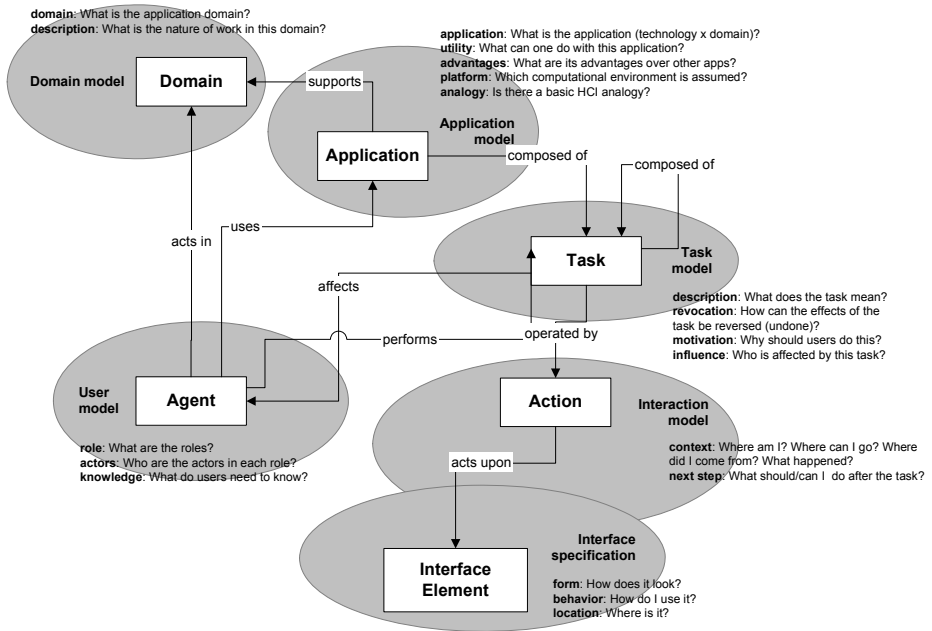 domain: What is the application domain?
description: What is the nature of work in this domain?
Domain model
Domain
supports
application: What is the application (technology x domain)?
utility: What can one do with this application?
advantages: What are its advantages over other apps?
platform: Which computational environment is assumed?
analogy: Is there a basic HCI analogy?
Application
model
Application
composed of
composed of
uses
acts in
Task
Task
model
affects
description: What does the task mean?
revocation: How can the effects of the
task be reversed (undone)?
motivation: Why should users do this?
influence: Who is affected by this task?
performs
operated by
User
model
Agent
role: What are the roles?
actors: Who are the actors in each role?
knowledge: What do users need to know?
Action
Interaction
model
context: Where am I? Where can I go? Where
did I come from? What happened?
next step: What should/can I do after the task?
acts upon
Interface
specification
Interface
Element
form: How does it look?
behavior: How do I use it?
location: Where is it?